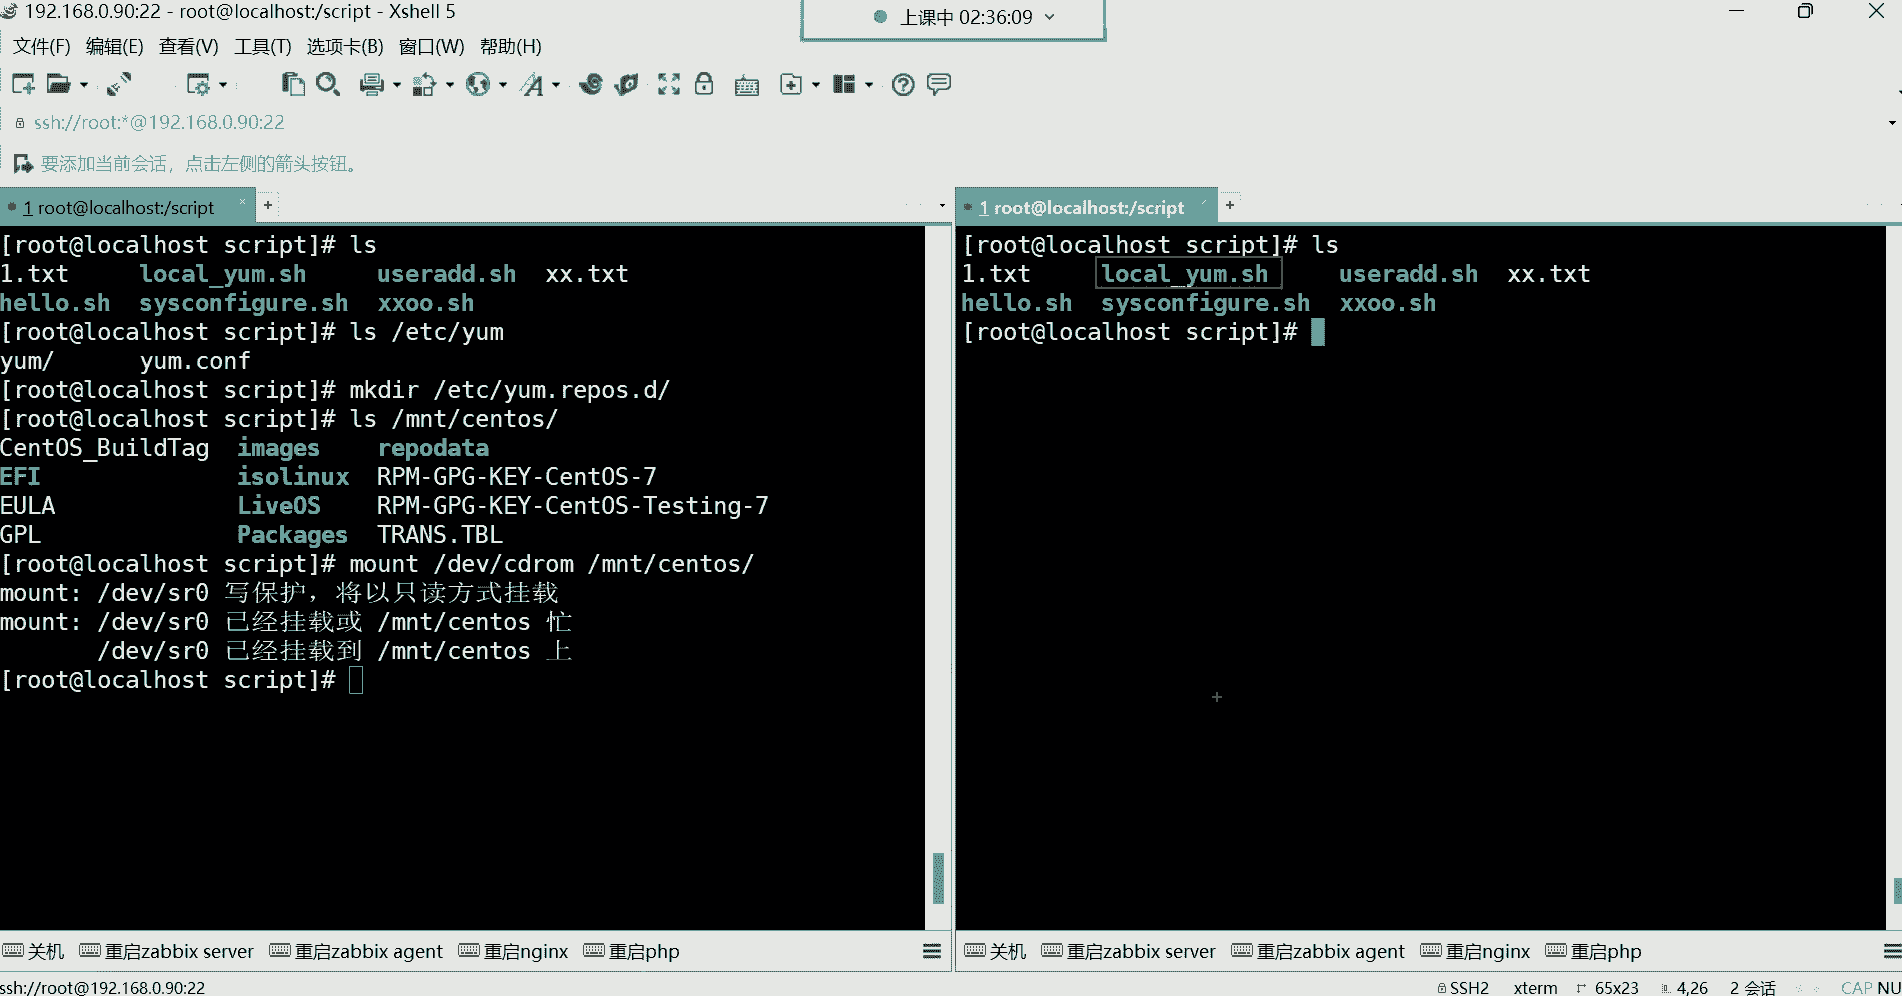 192.168.0.90:22 - root@localhost:/script - Xshell 5
上课中 02:36:09
文件(F) 编辑(E) 查看(V) 工具(T) 选项卡(B) 窗口(W) 帮助(H)
ssh://root:*@192.168.0.90:22
要添加当前会话，点击左侧的箭头按钮。
1 root@localhost:/script
[root@localhost script]# ls
1.txt local_yum.sh useradd.sh xx.txt
hello.sh sysconfigure.sh xxoo.sh
[root@localhost script]# ls /etc/yum
yum/ yum.conf
[root@localhost script]# mkdir /etc/yum.repos.d/
[root@localhost script]# ls /mnt/centos/
CentOS_BuildTag images repodata
EFI isolinux RPM-GPG-KEY-CentOS-7
EULA LiveOS RPM-GPG-KEY-CentOS-Testing-7
GPL Packages TRANS.TBL
[root@localhost script]# mount /dev/cdrom /mnt/centos/
mount: /dev/sr0 写保护，将以只读方式挂载
mount: /dev/sr0 已经挂载或 /mnt/centos 忙
/dev/sr0 已经挂载到 /mnt/centos 上
[root@localhost script]#
1 root@localhost:/script
[root@localhost script]# ls
1.txt local_yum.sh useradd.sh xx.txt
hello.sh sysconfigure.sh xxoo.sh
[root@localhost script]#
关机 重启zabbix server 重启zabbix agent 重启nginx 重启php
关机 重启zabbix server 重启zabbix agent 重启nginx 重启php
ssh://root@192.168.0.90:22
SSH2 xterm 65x23 4,26 2 会话 CAP NU